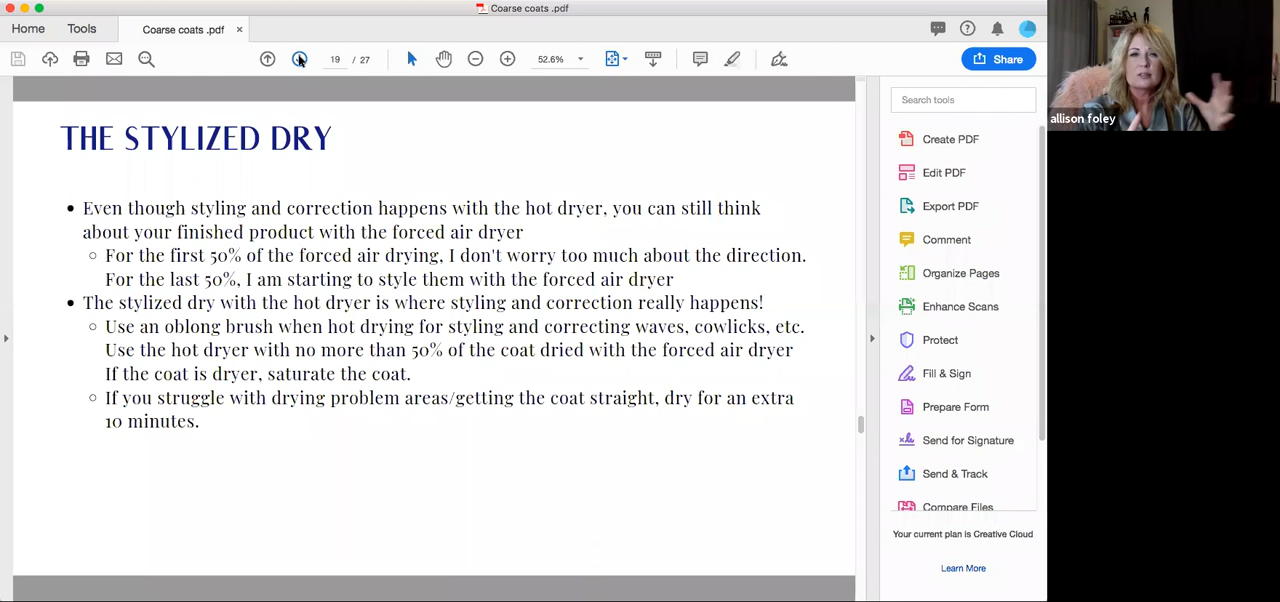 Coarse coats .pdf
Home
Tools
Coarse coats .pdf
×
19 / 27
52.6%
Share
THE STYLIZED DRY
• Even though styling and correction happens with the hot dryer, you can still think
about your finished product with the forced air dryer
○ For the first 50% of the forced air drying, I don't worry too much about the direction.
For the last 50%, I am starting to style them with the forced air dryer
• The stylized dry with the hot dryer is where styling and correction really happens!
○ Use an oblong brush when hot drying for styling and correcting waves, cowlicks, etc.
Use the hot dryer with no more than 50% of the coat dried with the forced air dryer
If the coat is dryer, saturate the coat.
○ If you struggle with drying problem areas/getting the coat straight, dry for an extra
10 minutes.
Search tools
Create PDF
Edit PDF
Export PDF
Comment
Organize Pages
Enhance Scans
Protect
Fill & Sign
Prepare Form
Send for Signature
Send & Track
Compare Files
Your current plan is Creative Cloud
Learn More
allison foley